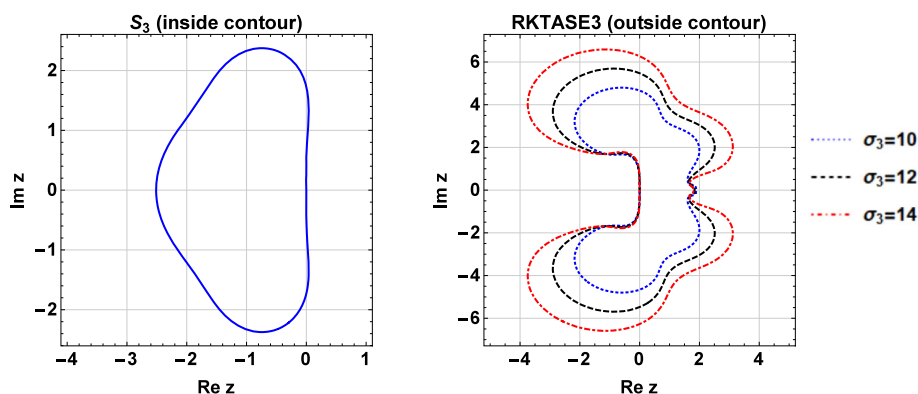 S₃ (inside contour)
2
1
0
−1
−2
Im z
−4 −3 −2 −1 0 1
Re z
RKTASE3 (outside contour)
6
4
2
0
−2
−4
−6
Im z
−4 −2 0 2 4
Re z
σ₃=10
σ₃=12
σ₃=14